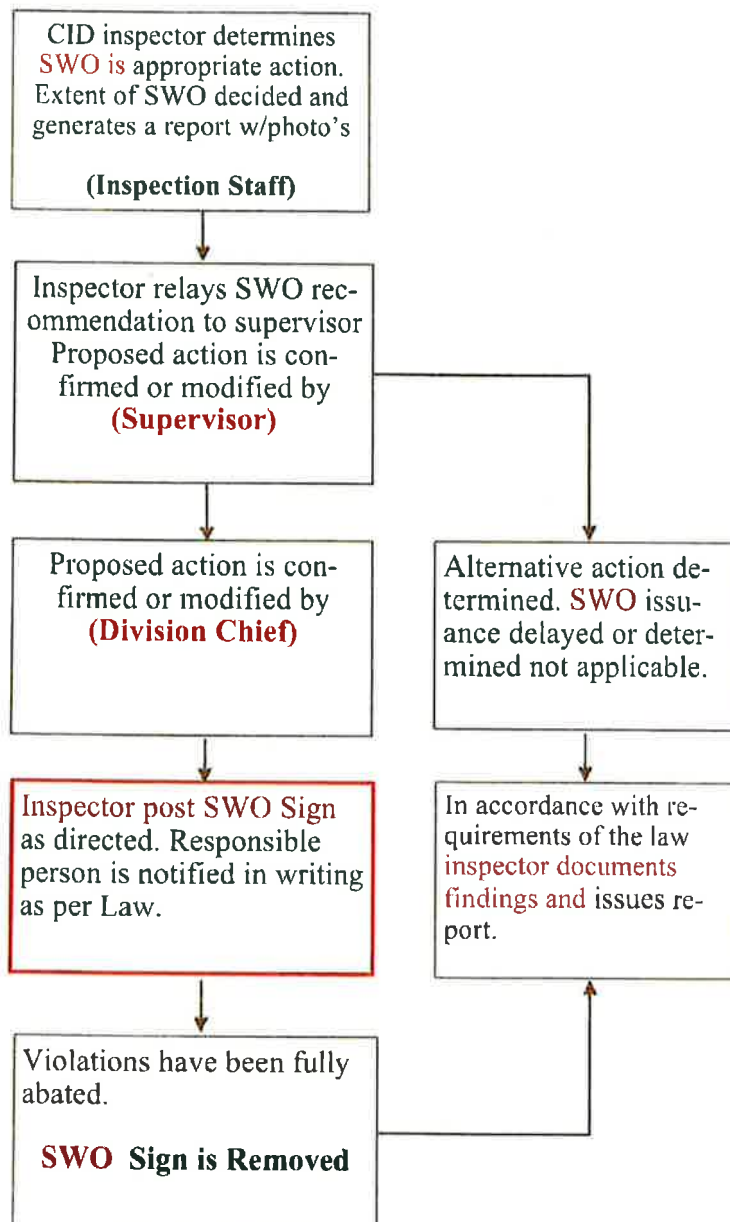 CID inspector determines
SWO is appropriate action.
Extent of SWO decided and
generates a report w/photo's
(Inspection Staff)
Inspector relays SWO rec-
ommendation to supervisor
Proposed action is con-
firmed or modified by
(Supervisor)
Proposed action is con-
firmed or modified by
(Division Chief)
Alternative action de-
termined. SWO issu-
ance delayed or deter-
mined not applicable.
Inspector post SWO Sign
as directed. Responsible
person is notified in writing
as per Law.
In accordance with re-
quirements of the law
inspector documents
findings and issues re-
port.
Violations have been fully
abated.
SWO Sign is Removed